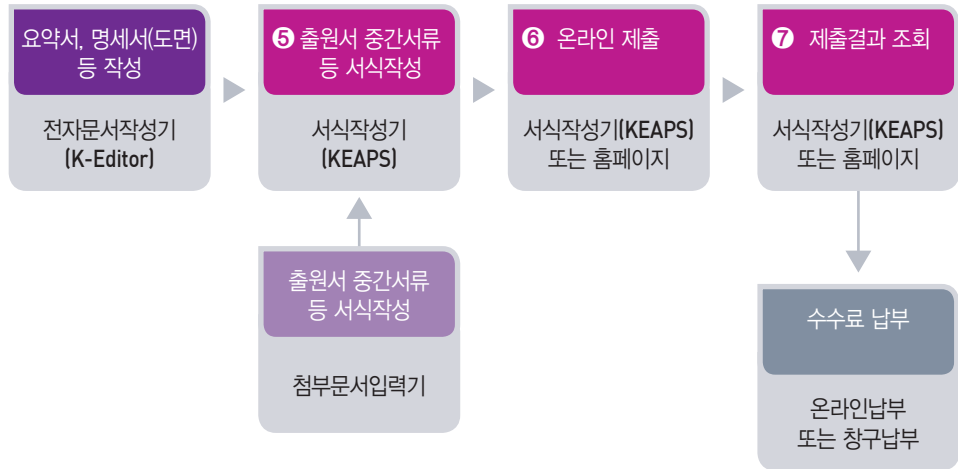 요약서, 명세서(도면)
등 작성
전자문서작성기
(K-Editor)
❺ 출원서 중간서류
등 서식작성
서식작성기
(KEAPS)
❻ 온라인 제출
서식작성기(KEAPS)
또는 홈페이지
❼ 제출결과 조회
서식작성기(KEAPS)
또는 홈페이지
출원서 중간서류
등 서식작성
첨부문서입력기
수수료 납부
온라인납부
또는 창구납부